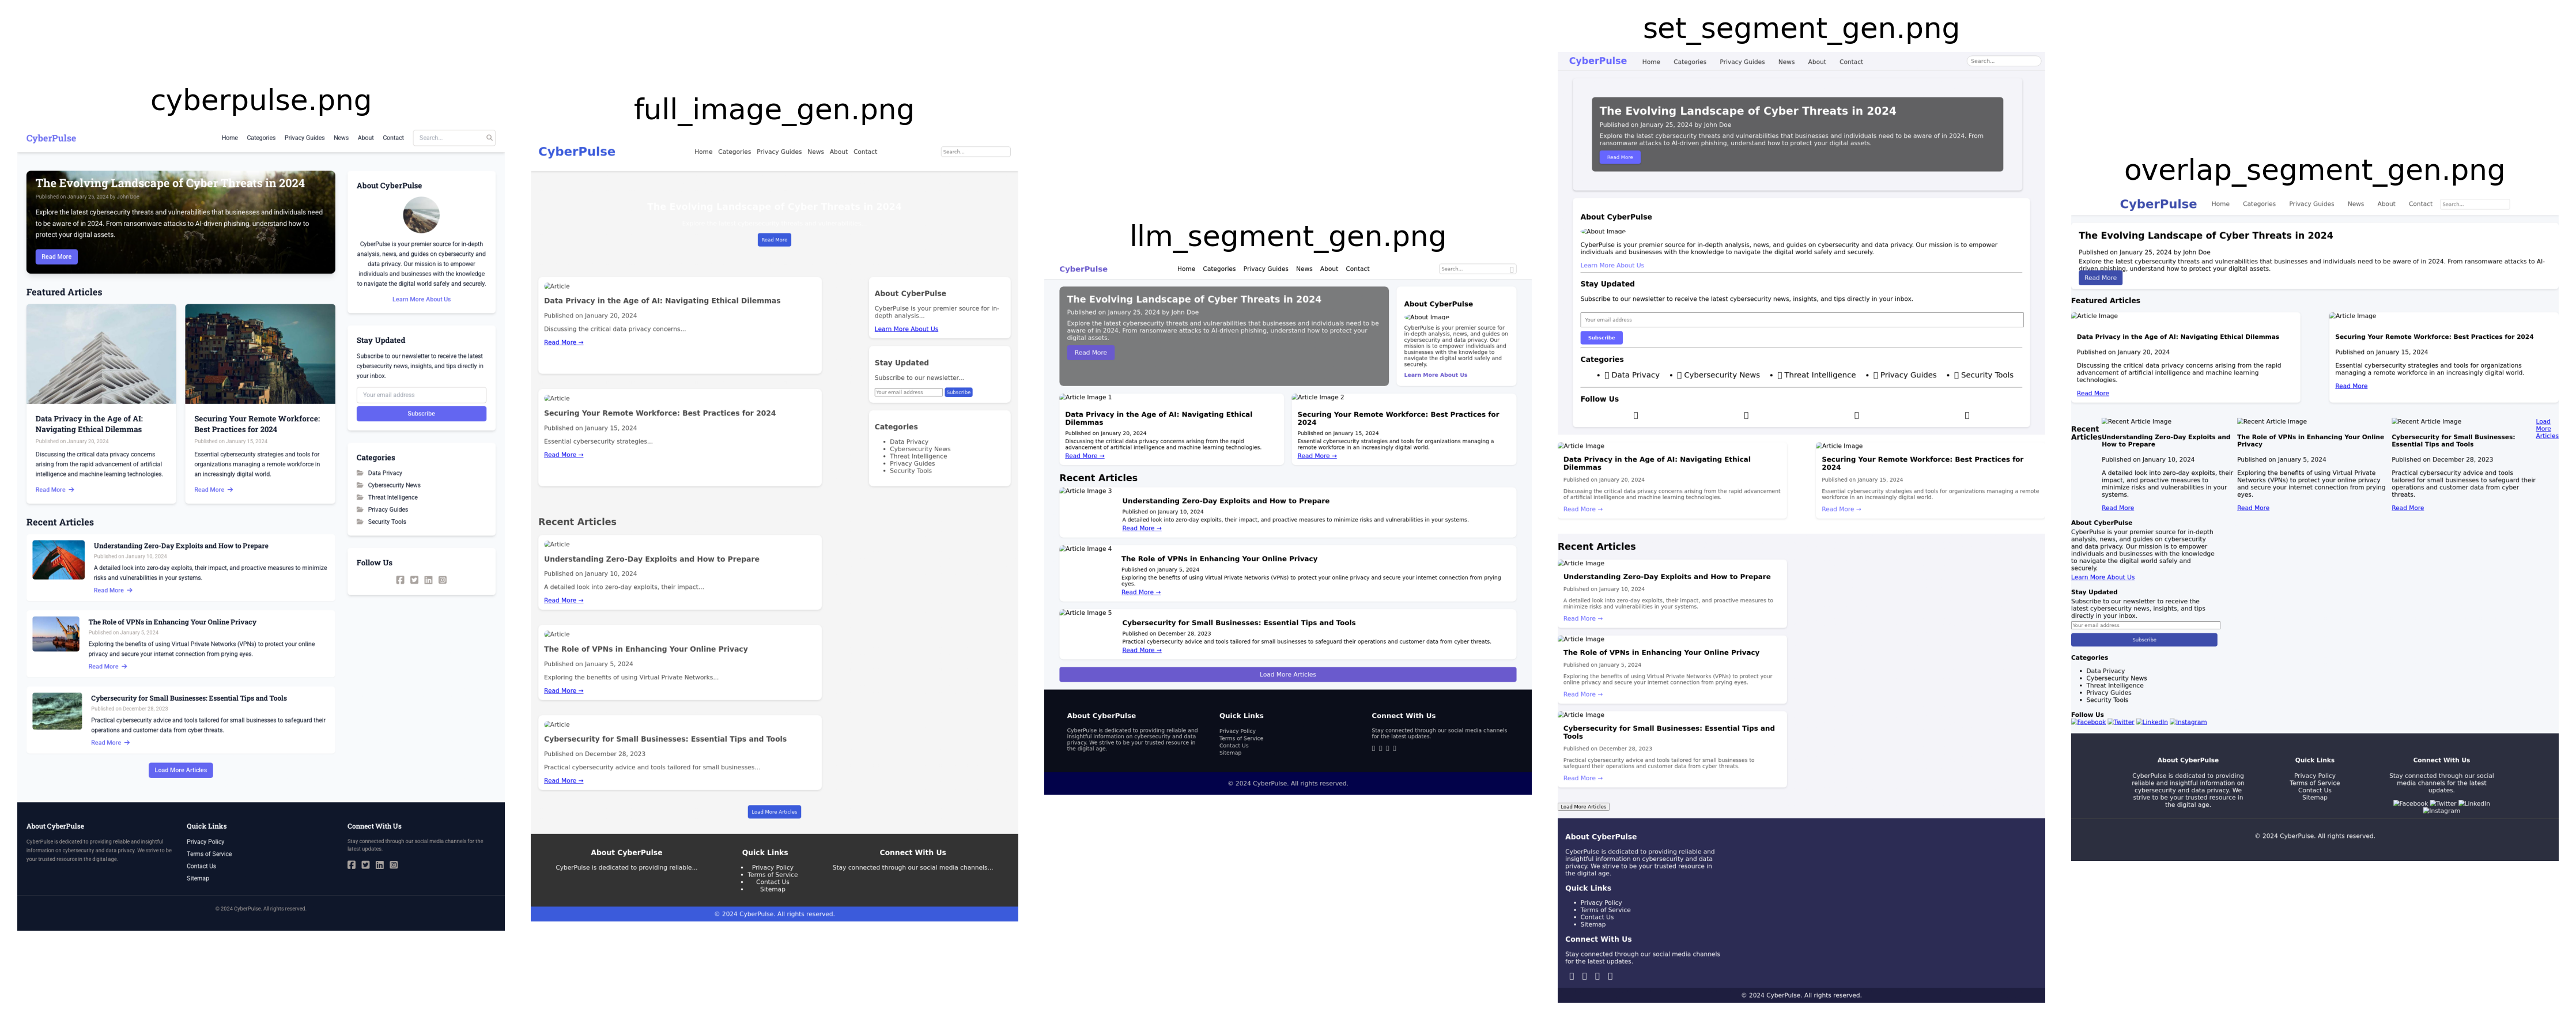 cyberpulse.png
CyberPulse
Home Categories Privacy Guides News About Contact Search...
The Evolving Landscape of Cyber Threats in 2024
Published on January 25, 2024 by John Doe
Explore the latest cybersecurity threats and vulnerabilities that businesses and individuals need
to be aware of in 2024. From ransomware attacks to AI-driven phishing, understand how to
protect your digital assets.
Read More
Featured Articles
Data Privacy in the Age of AI:
Navigating Ethical Dilemmas
Published on January 20, 2024
Discussing the critical data privacy concerns
arising from the rapid advancement of artificial
intelligence and machine learning technologies.
Read More →
Securing Your Remote Workforce:
Best Practices for 2024
Published on January 15, 2024
Essential cybersecurity strategies and tools for
organizations managing a remote workforce in
an increasingly digital world.
Read More →
Recent Articles
Understanding Zero-Day Exploits and How to Prepare
Published on January 10, 2024
A detailed look into zero-day exploits, their impact, and proactive measures to minimize
risks and vulnerabilities in your systems.
Read More →
The Role of VPNs in Enhancing Your Online Privacy
Published on January 5, 2024
Exploring the benefits of using Virtual Private Networks (VPNs) to protect your online
privacy and secure your internet connection from prying eyes.
Read More →
Cybersecurity for Small Businesses: Essential Tips and Tools
Published on December 28, 2023
Practical cybersecurity advice and tools tailored for small businesses to safeguard their
operations and customer data from cyber threats.
Read More →
Load More Articles
About CyberPulse
CyberPulse is your premier source for in-depth
analysis, news, and guides on cybersecurity and
data privacy. Our mission is to empower
individuals and businesses with the knowledge
to navigate the digital world safely and securely.
Learn More About Us
Stay Updated
Subscribe to our newsletter to receive the latest
cybersecurity news, insights, and tips directly in
your inbox.
Your email address
Subscribe
Categories
Data Privacy
Cybersecurity News
Threat Intelligence
Privacy Guides
Security Tools
Follow Us
About CyberPulse
CyberPulse is dedicated to providing reliable and insightful
information on cybersecurity and data privacy. We strive to be
your trusted resource in the digital age.
Quick Links
Privacy Policy
Terms of Service
Contact Us
Sitemap
Connect With Us
Stay connected through our social media channels for the
latest updates.
© 2024 CyberPulse. All rights reserved.
full_image_gen.png
CyberPulse
Home Categories Privacy Guides News About Contact
Search...
The Evolving Landscape of Cyber Threats in 2024
Read More
Article
Data Privacy in the Age of AI: Navigating Ethical Dilemmas
Published on January 20, 2024
Discussing the critical data privacy concerns...
Read More →
Article
Securing Your Remote Workforce: Best Practices for 2024
Published on January 15, 2024
Essential cybersecurity strategies...
Read More →
About CyberPulse
CyberPulse is your premier source for in-
depth analysis...
Learn More About Us
Stay Updated
Subscribe to our newsletter...
Your email address Subscribe
Categories
• Data Privacy
• Cybersecurity News
• Threat Intelligence
• Privacy Guides
• Security Tools
Recent Articles
Article
Understanding Zero-Day Exploits and How to Prepare
Published on January 10, 2024
A detailed look into zero-day exploits, their impact...
Read More →
Article
The Role of VPNs in Enhancing Your Online Privacy
Published on January 5, 2024
Exploring the benefits of using Virtual Private Networks...
Read More →
Article
Cybersecurity for Small Businesses: Essential Tips and Tools
Published on December 28, 2023
Practical cybersecurity advice and tools tailored for small businesses...
Read More →
Load More Articles
About CyberPulse
CyberPulse is dedicated to providing reliable...
Quick Links
• Privacy Policy
• Terms of Service
• Contact Us
• Sitemap
Connect With Us
Stay connected through our social media channels...
© 2024 CyberPulse. All rights reserved.
llm_segment_gen.png
CyberPulse
Home Categories Privacy Guides News About Contact
Search...
The Evolving Landscape of Cyber Threats in 2024
Published on January 25, 2024 by John Doe
Explore the latest cybersecurity threats and vulnerabilities that businesses and individuals need to be
aware of in 2024. From ransomware attacks to AI-driven phishing, understand how to protect your
digital assets.
Read More
About CyberPulse
About Image
CyberPulse is your premier source for
in-depth analysis, news, and guides on
cybersecurity and data privacy. Our
mission is to empower individuals and
businesses with the knowledge to
navigate the digital world safely and
securely.
Learn More About Us
Article Image 1
Data Privacy in the Age of AI: Navigating Ethical
Dilemmas
Published on January 20, 2024
Discussing the critical data privacy concerns arising from the rapid
advancement of artificial intelligence and machine learning technologies.
Read More →
Article Image 2
Securing Your Remote Workforce: Best Practices for
2024
Published on January 15, 2024
Essential cybersecurity strategies and tools for organizations managing a
remote workforce in an increasingly digital world.
Read More →
Recent Articles
Article Image 3
Understanding Zero-Day Exploits and How to Prepare
Published on January 10, 2024
A detailed look into zero-day exploits, their impact, and proactive measures to minimize risks and vulnerabilities in your systems.
Read More →
Article Image 4
The Role of VPNs in Enhancing Your Online Privacy
Published on January 5, 2024
Exploring the benefits of using Virtual Private Networks (VPNs) to protect your online privacy and secure your internet connection from prying
eyes.
Read More →
Article Image 5
Cybersecurity for Small Businesses: Essential Tips and Tools
Published on December 28, 2023
Practical cybersecurity advice and tools tailored for small businesses to safeguard their operations and customer data from cyber threats.
Read More →
Load More Articles
About CyberPulse
CyberPulse is dedicated to providing reliable and
insightful information on cybersecurity and data
privacy. We strive to be your trusted resource in
the digital age.
Quick Links
Privacy Policy
Terms of Service
Contact Us
Sitemap
Connect With Us
Stay connected through our social media channels
for the latest updates.
© 2024 CyberPulse. All rights reserved.
set_segment_gen.png
CyberPulse Home Categories Privacy Guides News About Contact Search...
The Evolving Landscape of Cyber Threats in 2024
Published on January 25, 2024 by John Doe
Explore the latest cybersecurity threats and vulnerabilities that businesses and individuals need to be aware of in 2024. From
ransomware attacks to AI-driven phishing, understand how to protect your digital assets.
Read More
About CyberPulse
About Image
CyberPulse is your premier source for in-depth analysis, news, and guides on cybersecurity and data privacy. Our mission is to empower
individuals and businesses with the knowledge to navigate the digital world safely and securely.
Learn More About Us
Stay Updated
Subscribe to our newsletter to receive the latest cybersecurity news, insights, and tips directly in your inbox.
Your email address
Subscribe
Categories
• Data Privacy • Cybersecurity News • Threat Intelligence • Privacy Guides • Security Tools
Follow Us
Article Image
Data Privacy in the Age of AI: Navigating Ethical
Dilemmas
Published on January 20, 2024
Discussing the critical data privacy concerns arising from the rapid advancement
of artificial intelligence and machine learning technologies.
Read More →
Article Image
Securing Your Remote Workforce: Best Practices for
2024
Published on January 15, 2024
Essential cybersecurity strategies and tools for organizations managing a remote
workforce in an increasingly digital world.
Read More →
Recent Articles
Article Image
Understanding Zero-Day Exploits and How to Prepare
Published on January 10, 2024
A detailed look into zero-day exploits, their impact, and proactive measures to
minimize risks and vulnerabilities in your systems.
Read More →
Article Image
The Role of VPNs in Enhancing Your Online Privacy
Published on January 5, 2024
Exploring the benefits of using Virtual Private Networks (VPNs) to protect your
online privacy and secure your internet connection from prying eyes.
Read More →
Article Image
Cybersecurity for Small Businesses: Essential Tips and
Tools
Published on December 28, 2023
Practical cybersecurity advice and tools tailored for small businesses to
safeguard their operations and customer data from cyber threats.
Read More →
Load More Articles
About CyberPulse
CyberPulse is dedicated to providing reliable and
insightful information on cybersecurity and data
privacy. We strive to be your trusted resource in
the digital age.
Quick Links
• Privacy Policy
• Terms of Service
• Contact Us
• Sitemap
Connect With Us
Stay connected through our social media channels
for the latest updates.
© 2024 CyberPulse. All rights reserved.
overlap_segment_gen.png
CyberPulse Home Categories Privacy Guides News About Contact Search...
The Evolving Landscape of Cyber Threats in 2024
Published on January 25, 2024 by John Doe
Explore the latest cybersecurity threats and vulnerabilities that businesses and individuals need to be aware of in 2024. From ransomware attacks to AI-
driven phishing, understand how to protect your digital assets.
Read More
Featured Articles
Article Image
Data Privacy in the Age of AI: Navigating Ethical Dilemmas
Published on January 20, 2024
Discussing the critical data privacy concerns arising from the rapid
advancement of artificial intelligence and machine learning
technologies.
Read More
Article Image
Securing Your Remote Workforce: Best Practices for 2024
Published on January 15, 2024
Essential cybersecurity strategies and tools for organizations
managing a remote workforce in an increasingly digital world.
Read More
Recent
Articles
Recent Article Image
Understanding Zero-Day Exploits and
How to Prepare
Published on January 10, 2024
A detailed look into zero-day exploits, their
impact, and proactive measures to
minimize risks and vulnerabilities in your
systems.
Read More
Recent Article Image
The Role of VPNs in Enhancing Your Online
Privacy
Published on January 5, 2024
Exploring the benefits of using Virtual Private
Networks (VPNs) to protect your online privacy
and secure your internet connection from prying
eyes.
Read More
Recent Article Image
Cybersecurity for Small Businesses:
Essential Tips and Tools
Published on December 28, 2023
Practical cybersecurity advice and tools
tailored for small businesses to safeguard their
operations and customer data from cyber
threats.
Read More
Load
More
Articles
About CyberPulse
CyberPulse is your premier source for in-depth
analysis, news, and guides on cybersecurity
and data privacy. Our mission is to empower
individuals and businesses with the knowledge
to navigate the digital world safely and
securely.
Learn More About Us
Stay Updated
Subscribe to our newsletter to receive the
latest cybersecurity news, insights, and tips
directly in your inbox.
Your email address
Subscribe
Categories
• Data Privacy
• Cybersecurity News
• Threat Intelligence
• Privacy Guides
• Security Tools
Follow Us
Facebook Twitter LinkedIn Instagram
About CyberPulse
CyberPulse is dedicated to providing
reliable and insightful information on
cybersecurity and data privacy. We
strive to be your trusted resource in
the digital age.
Quick Links
Privacy Policy
Terms of Service
Contact Us
Sitemap
Connect With Us
Stay connected through our social
media channels for the latest
updates.
Facebook Twitter LinkedIn
Instagram
© 2024 CyberPulse. All rights reserved.